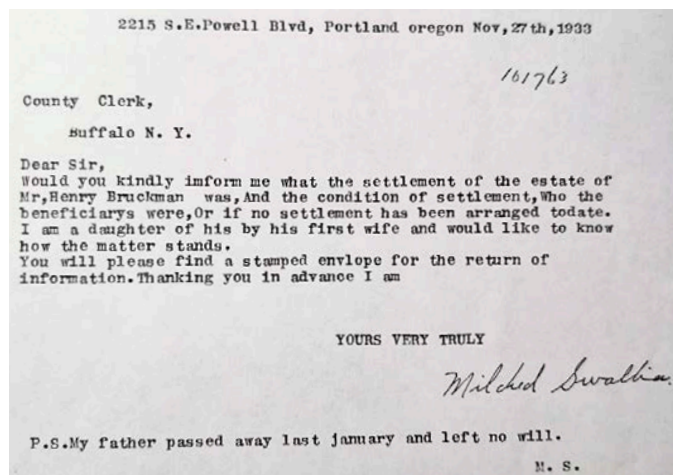 2215 S.E.Powell Blvd, Portland oregon Nov,27th,1933
101763
County Clerk,
Buffalo N. Y.
Dear Sir,
Would you kindly imform me what the settlement of the estate of
Mr,Henry Bruckman was,And the condition of settlement,Who the
beneficiarys were,Or if no settlement has been arranged todate.
I am a daughter of his by his first wife and would like to know
how the matter stands.
You will please find a stamped envlope for the return of
information.Thanking you in advance I am
YOURS VERY TRULY
Mildred
P.S.My father passed away last january and left no will.
M. S.